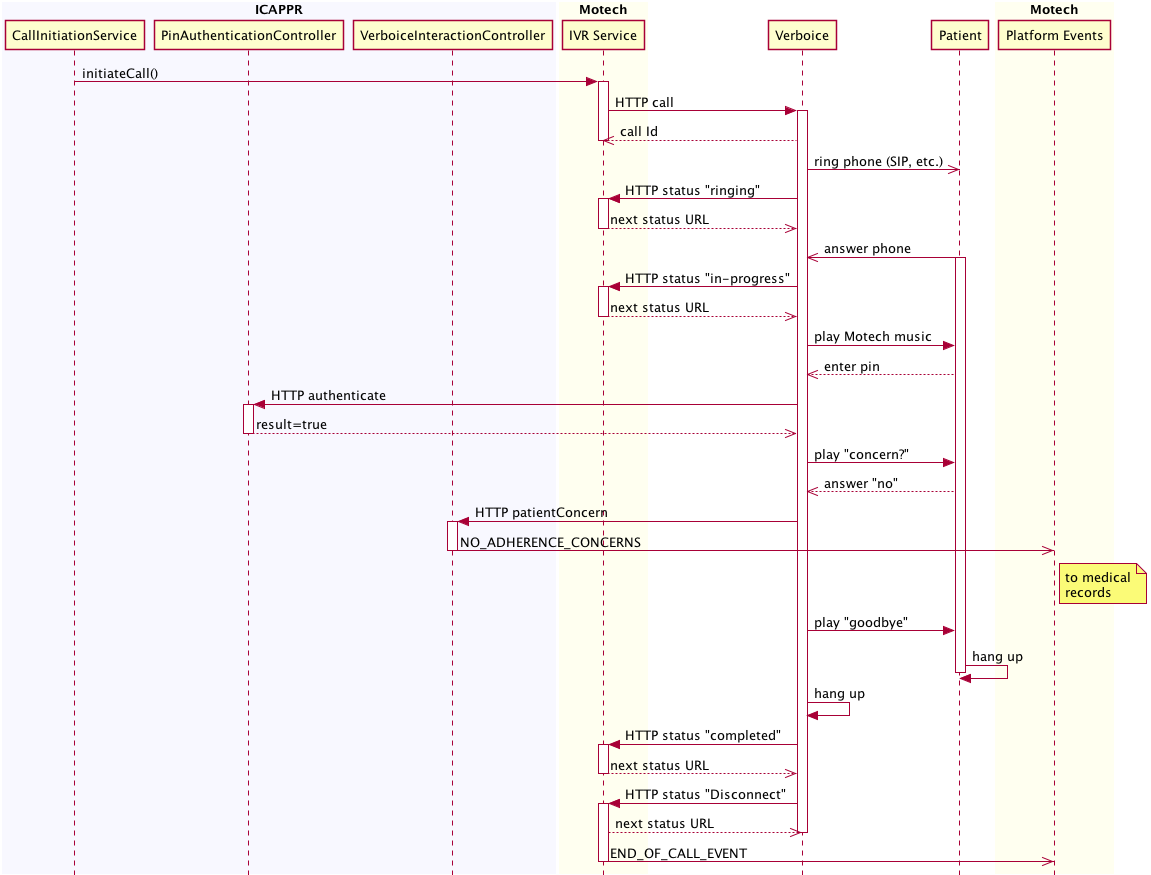 ICAPPR
Motech
Motech
CallInitiationService
PinAuthenticationController
VerboiceInteractionController
IVR Service
Verboice
Patient
Platform Events
initiateCall()
HTTP call
call Id
ring phone (SIP, etc.)
HTTP status "ringing"
next status URL
answer phone
HTTP status "in-progress"
next status URL
play Motech music
enter pin
HTTP authenticate
result=true
play "concern?"
answer "no"
HTTP patientConcern
NO_ADHERENCE_CONCERNS
to medical
records
play "goodbye"
hang up
hang up
HTTP status "completed"
next status URL
HTTP status "Disconnect"
next status URL
END_OF_CALL_EVENT